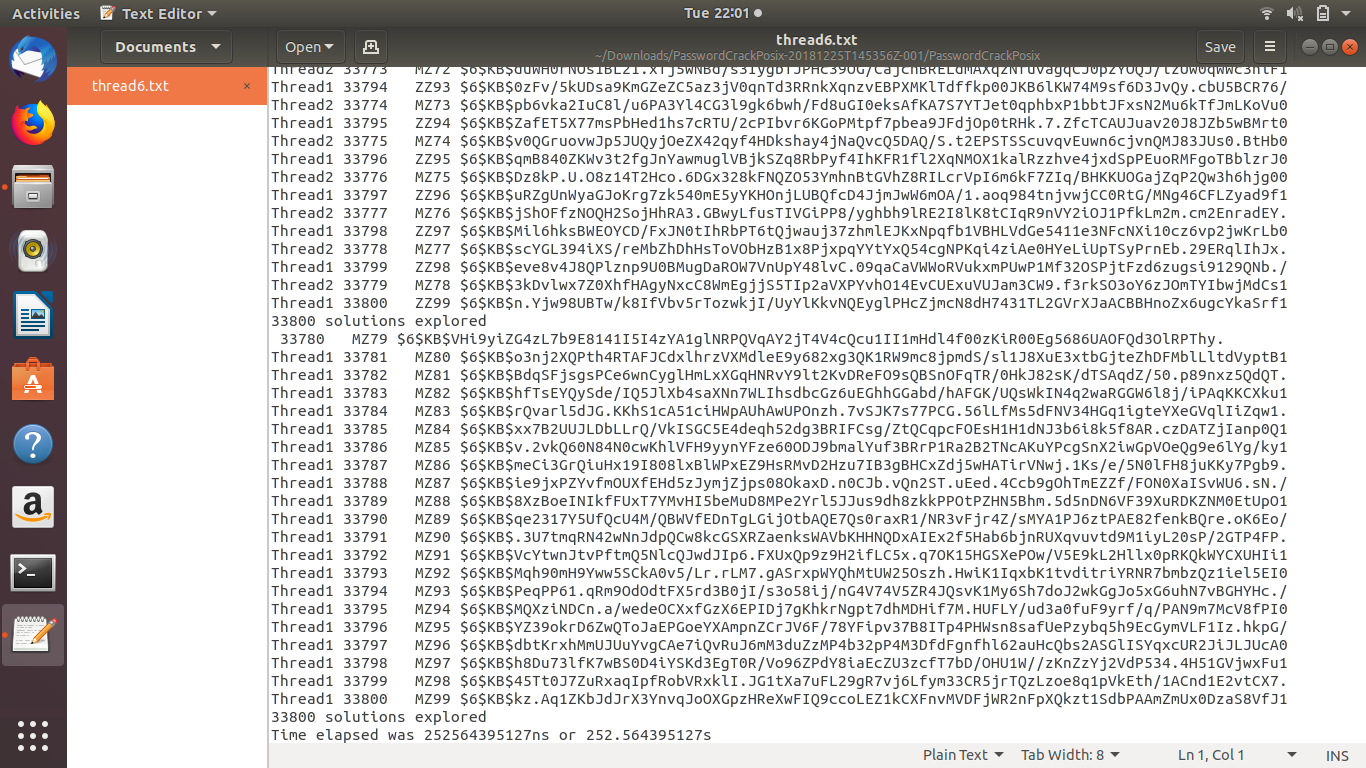 Activities Text Editor Tue 22:01
Documents Open thread6.txt Save
~/Downloads/PasswordCrackPosix-20181225T145356Z-001/PasswordCrackPosix
thread6.txt ×
Thread2 33773 MZ72
Thread1 33794 ZZ93 $6$KB$0zFv/5kUDsa9KmGZeZC5az3jV0qnTd3RRnkXqnzvEBPXMKlTdffkp00JKB6lKW74M9sf6D3JvQy.cbU5BCR76/
Thread2 33774 MZ73 $6$KB$pb6vka2IuC8l/u6PA3Yl4CG3l9gk6bwh/Fd8uGI0eksAfKA7S7YTJet0qphbxP1bbtJFxsN2Mu6kTfJmLKoVu0
Thread1 33795 ZZ94 $6$KB$ZafET5X77msPbHed1hs7cRTU/2cPIbvr6KGoPMtpf7pbea9JFdjOp0tRHk.7.ZfcTCAUJuav20J8JZb5wBMrt0
Thread2 33775 MZ74 $6$KB$v0QGruovwJp5JUQyjOeZX42qyf4HDkshay4jNaQvcQ5DAQ/S.t2EPSTSScuvqvEuwn6cjvnQMJ83JUs0.BtHb0
Thread1 33796 ZZ95 $6$KB$qmB840ZKWv3t2fgJnYawmuglVBjkSZq8RbPyf4IhKFR1fl2XqNMOX1kalRzzhve4jxdSpPEuoRMFgoTBblzrJ0
Thread2 33776 MZ75 $6$KB$Dz8kP.U.O8z14T2Hco.6DGx328kFNQZO53YmhnBtGVhZ8RILcrVpI6m6kF7ZIq/BHKKUOGajZqP2Qw3h6hjg00
Thread1 33797 ZZ96 $6$KB$uRZgUnWyaGJoKrg7zk540mE5yYKHOnjLUBQfcD4JjmJwW6mOA/1.aoq984tnjvwjCC0RtG/MNg46CFLZyad9f1
Thread2 33777 MZ76 $6$KB$jShOFfzNOQH2SojHhRA3.GBwyLfusTIVGiPP8/yghbh9lRE2I8lK8tCIqR9nVY2iOJ1PfkLm2m.cm2EnradEY.
Thread1 33798 ZZ97 $6$KB$Mil6hksBWEOYCD/FxJN0tIhRbPT6tQjwauj37zhmlEJKxNpqfb1VBHLVdGe5411e3NFcNXi10cz6vp2jwKrLb0
Thread2 33778 MZ77 $6$KB$scYGL394iXS/reMbZhDhHsTozObHzB1x8PjxpqYYtYxQ54cgNPKqi4ziAe0HYeLiUpTSyPrnEb.29ERqlIhJx.
Thread1 33799 ZZ98 $6$KB$eve8v4J8QPlznp9U0BMugDaROW7VnUpY48lvC.09qaCaVWWoRVukxmPUwP1Mf32OSPjtFzd6zugsi9129QNb./
Thread2 33779 MZ78 $6$KB$3kDvlwx7Z0XhfHAgyNxcC8WmEgjjS5TIp2aVXPYvhO14EvCUExuVUJam3CW9.f3rkSO3oY6zJOmTYIbwjMdCs1
Thread1 33800 ZZ99 $6$KB$n.Yjw98UBTw/k8IfVbv5rTozwkjI/UyYlKkvNQEyglPHcZjmcN8dH7431TL2GVrXJaACBBHnoZx6ugcYkaSrf1
33800 solutions explored
33780 MZ79 $6$KB$VHi9yiZG4zL7b9E8141I5I4zYA1glNRPQVqAY2jT4V4cQcu1II1mHdl4f00zKiR00Eg5686UAOFQd3OlRPThy.
Thread1 33781 MZ80 $6$KB$o3nj2XQPth4RTAFJCdxlhrzVXMdleE9y682xg3QK1RW9mc8jpmdS/sl1J8XuE3xtbGjteZhDFMblLltdVyptB1
Thread1 33782 MZ81 $6$KB$BdqSFjsgsPCe6wnCyglHmLxXGqHNRvY9lt2KvDReFO9sQBSnOFqTR/0HkJ82sK/dTSAqdZ/50.p89nxz5QdQT.
Thread1 33783 MZ82 $6$KB$hfTsEYQySde/IQ5JlXb4saXNn7WLIhsdbcGz6uEGhhGGabd/hAFGK/UQsWkIN4q2waRGGW6l8j/iPAqKKCXku1
Thread1 33784 MZ83 $6$KB$rQvarl5dJG.KKhS1cA51ciHWpAUhAwUPOnzh.7vSJK7s77PCG.56lLfMs5dFNV34HGq1igteYXeGVqlIiZqw1.
Thread1 33785 MZ84 $6$KB$xx7B2UUJLDbLLrQ/VkISGC5E4deqh52dg3BRIFCsg/ZtQCqpcFOEsH1H1dNJ3b6i8k5f8AR.czDATZjIanp0Q1
Thread1 33786 MZ85 $6$KB$v.2vkQ60N84N0cwKhlVFH9yynYFze60ODJ9bmalYuf3BRrP1Ra2B2TNcAKuYPcgSnX2iwGpVOeQg9e6lYg/ky1
Thread1 33787 MZ86 $6$KB$meCi3GrQiuHx19I808lxBlWPxEZ9HsRMvD2Hzu7IB3gBHCxZdj5wHATirVNwj.1Ks/e/5N0lFH8juKKy7Pgb9.
Thread1 33788 MZ87 $6$KB$ie9jxPZYvfmOUXfEHd5zJymjZjps08OkaxD.n0CJb.vQn2ST.uEed.4Ccb9gOhTmEZZf/FON0XaISvWU6.sN./
Thread1 33789 MZ88 $6$KB$8XzBoeINIkfFUxT7YMvHI5beMuD8MPe2Yrl5JJus9dh8zkkPPOtPZHN5Bhm.5d5nDN6VF39XuRDKZNM0EtUpO1
Thread1 33790 MZ89 $6$KB$qe2317Y5UfQcU4M/QBWVfEDnTgLGijOtbAQE7Qs0raxR1/NR3vFjr4Z/sMYA1PJ6ztPAE82fenkBQre.oK6Eo/
Thread1 33791 MZ90 $6$KB$.3U7tmqRN42wNnJdpQCw8kcGSXRZaenksWAVbKHHNQDxAIEx2f5Hab6bjnRUXqvuvtd9M1iyL20sP/2GTP4FP.
Thread1 33792 MZ91 $6$KB$VcYtwnJtvPftmQ5NlcQJwdJIp6.FXUxQp9z9H2ifLC5x.q7OK15HGSXePOw/V5E9kL2Hllx0pRKQkWYCXUHIi1
Thread1 33793 MZ92 $6$KB$Mqh90mH9Yww5SCkA0v5/Lr.rLM7.gASrxpWYQhMtUW25Oszh.HwiK1IqxbK1tvditriYRNR7bmbzQz1iel5EI0
Thread1 33794 MZ93 $6$KB$PeqPP61.qRm9OdOdtFX5rd3B0jI/s3o58ij/nG4V74V5ZR4JQsvK1My6Sh7doJ2wkGgJo5xG6uhN7vBGHYHc./
Thread1 33795 MZ94 $6$KB$MQXziNDCn.a/wedeOCXxfGzX6EPIDj7gKhkrNgpt7dhMDHif7M.HUFLY/ud3a0fuF9yrf/q/PAN9m7McV8fPI0
Thread1 33796 MZ95 $6$KB$YZ39okrD6ZwQToJaEPGoeYXAUhnZCrJV6F/78YFipv37B8ITp4PHWsn8safUePzybq5h9EcGymVLF1Iz.hkpG/
Thread1 33797 MZ96 $6$KB$dbtKrxhMmUJUuYvgCAe7iQvRuJ6mM3duZzMP4b32pP4M3DfdFgnfhl62auHcQbs2ASGlISYqxcUR2JiJLJUcA0
Thread1 33798 MZ97 $6$KB$h8Du73lfK7wBS0D4iYSKd3EgT0R/Vo96ZPdY8iaEcZU3zcfT7bD/OHU1W//zKnZzYj2VdP534.4H51GVjwxFu1
Thread1 33799 MZ98 $6$KB$45Tt0J7ZuRxaqIpfRobVRxklI.JG1tXa7uFL29gR7vj6Lfym33CR5jrTQzLzoe8q1pVkEth/1ACnd1E2vtCX7.
Thread1 33800 MZ99 $6$KB$kz.Aq1ZKbJdJrX3YnvqJoOXGpzHReXwFIQ9ccoLEZ1kCXFnvMVDFjWR2nFpXQkzt1SdbPAAmZmUx0DzaS8VfJ1
33800 solutions explored
Time elapsed was 252564395127ns or 252.564395127s
Plain Text Tab Width: 8 Ln 1, Col 1 INS